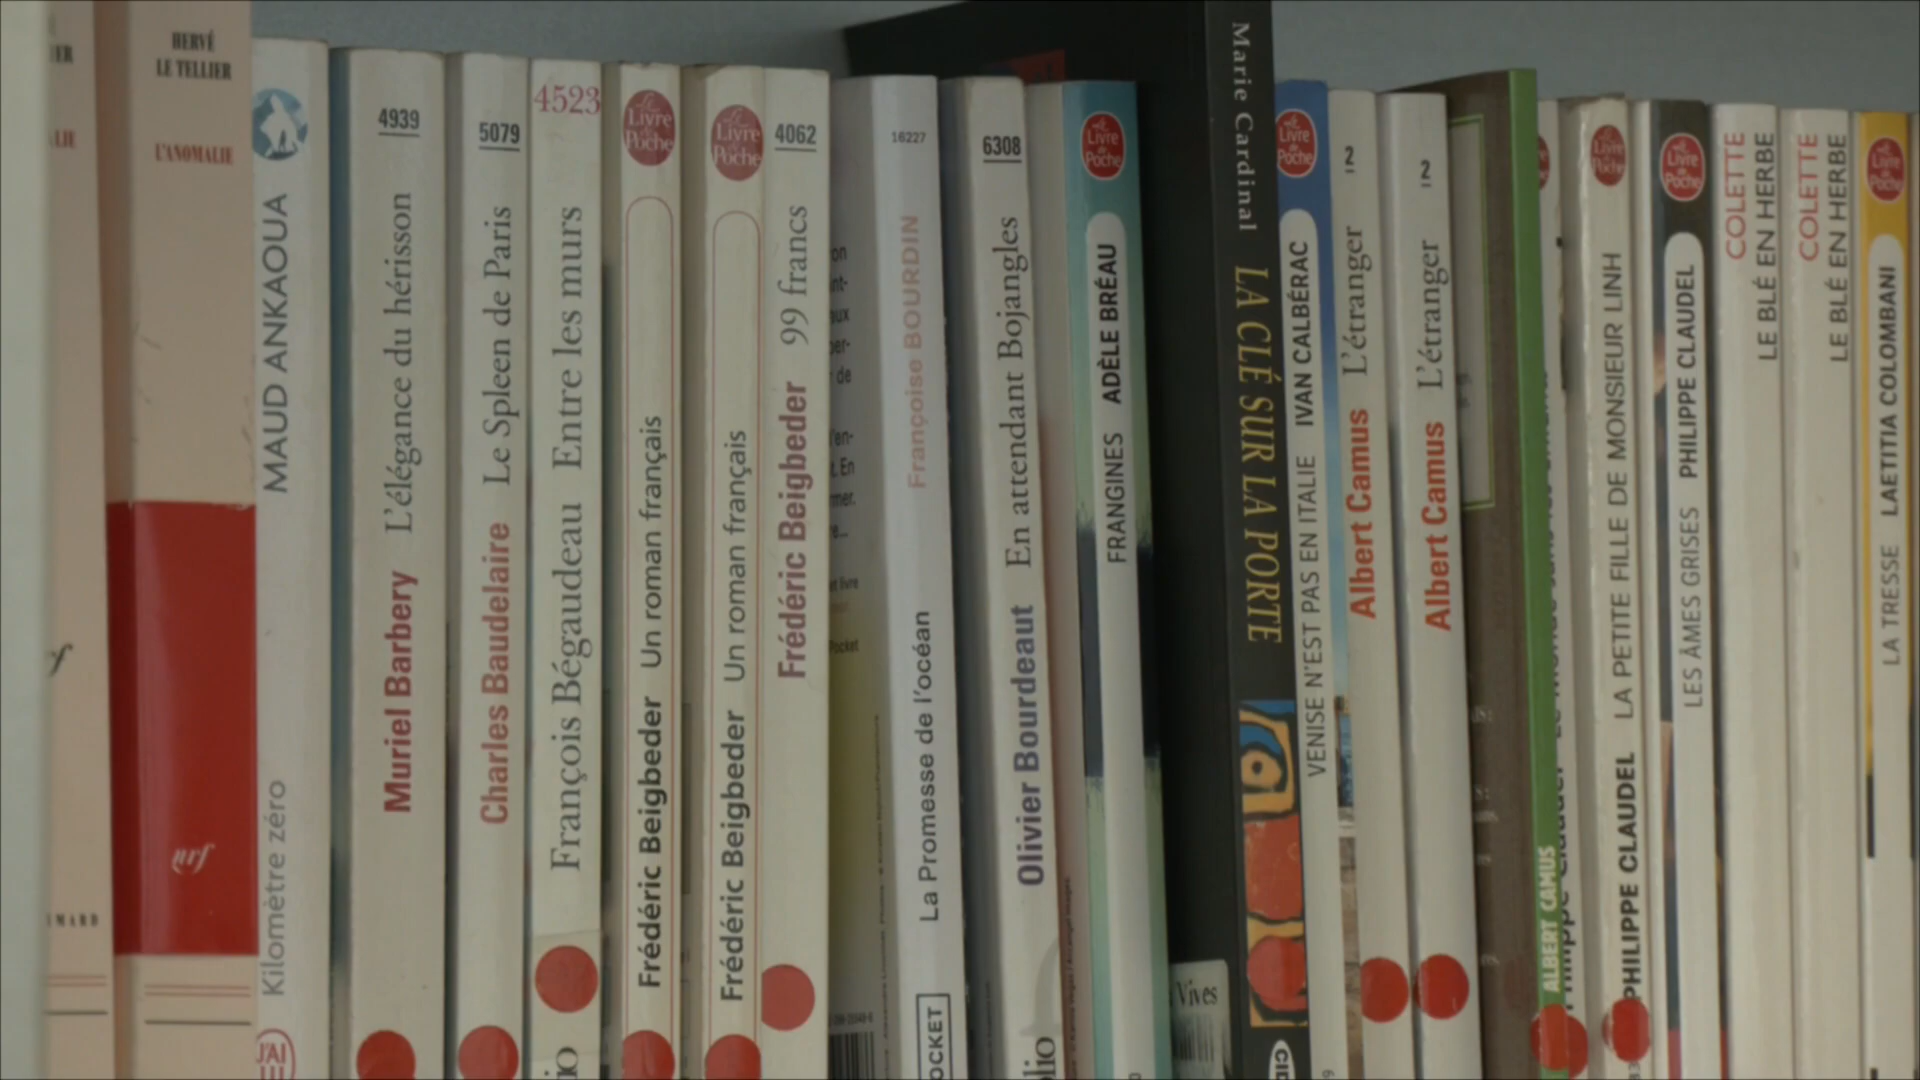 HERVÉ
LE TELLIER
L'ANOMALIE
nrf
MAUD ANKAOUA
Kilomètre zéro
J'AI
4939
Muriel Barbery L'élégance du hérisson
5079
Charles Baudelaire Le Spleen de Paris
4523
François Bégaudeau Entre les murs
Le Livre de Poche
Frédéric Beigbeder Un roman français
Le Livre de Poche
Frédéric Beigbeder Un roman français
4062
Frédéric Beigbeder 99 francs
Pocket
16227
Françoise BOURDIN
La Promesse de l'océan
6308
Olivier Bourdeaut En attendant Bojangles
Le Livre de Poche
FRANGINES ADÈLE BRÉAU
Vives
Marie Cardinal LA CLÉ SUR LA PORTE
Le Livre de Poche
VENISE N'EST PAS EN ITALIE IVAN CALBÉRAC
2
Albert Camus L'étranger
2
Albert Camus L'étranger
ALBERT CAMUS
Le Livre de Poche
PHILIPPE CLAUDEL LA PETITE FILLE DE MONSIEUR LINH
Le Livre de Poche
LES ÂMES GRISES PHILIPPE CLAUDEL
COLETTE
LE BLÉ EN HERBE
COLETTE
LE BLÉ EN HERBE
Le Livre de Poche
LA TRESSE LAETITIA COLOMBANI